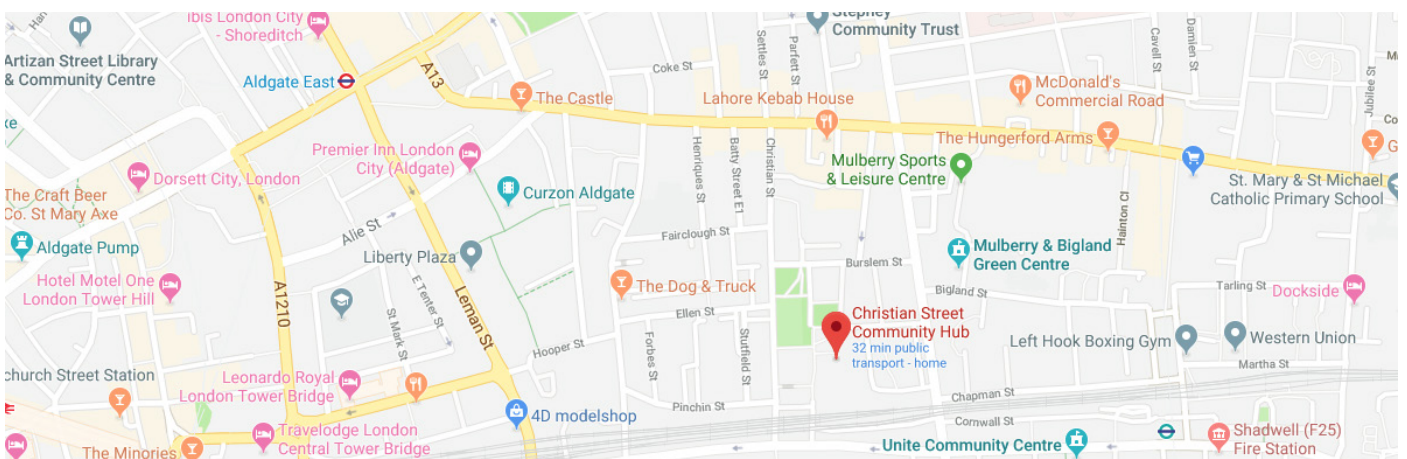 Han
ibis London City
- Shoreditch
Artizan Street Library
& Community Centre
Aldgate East
A13
Coke St
The Castle
Settles St
Parfett St
Stepney
Community Trust
Lahore Kebab House
McDonald's
Commercial Road
Cavell St
Damien St
Jubilee St
The Hungerford Arms
Premier Inn London
City (Aldgate)
Dorsett City, London
The Craft Beer
Co. St Mary Axe
Aldgate Pump
Alie St
Curzon Aldgate
Liberty Plaza
Henriques St
Batty Street E1
Christian St
Mulberry Sports
& Leisure Centre
St. Mary & St Michael
Catholic Primary School
Hainton Cl
Fairclough St
Burslem St
Mulberry & Bigland
Green Centre
Hotel Motel One
London Tower Hill
A1210
St Mark St
E Tenter St
Leman St
The Dog & Truck
Bigland St
Tarling St
Dockside
Ellen St
Christian Street
Community Hub
32 min public
transport - home
Left Hook Boxing Gym
Western Union
Hooper St
Forbes St
Stutfield St
Martha St
church Street Station
Leonardo Royal
London Tower Bridge
Pinchin St
Chapman St
Cornwall St
4D modelshop
The Minories
Travelodge London
Central Tower Bridge
Unite Community Centre
Shadwell (F25)
Fire Station